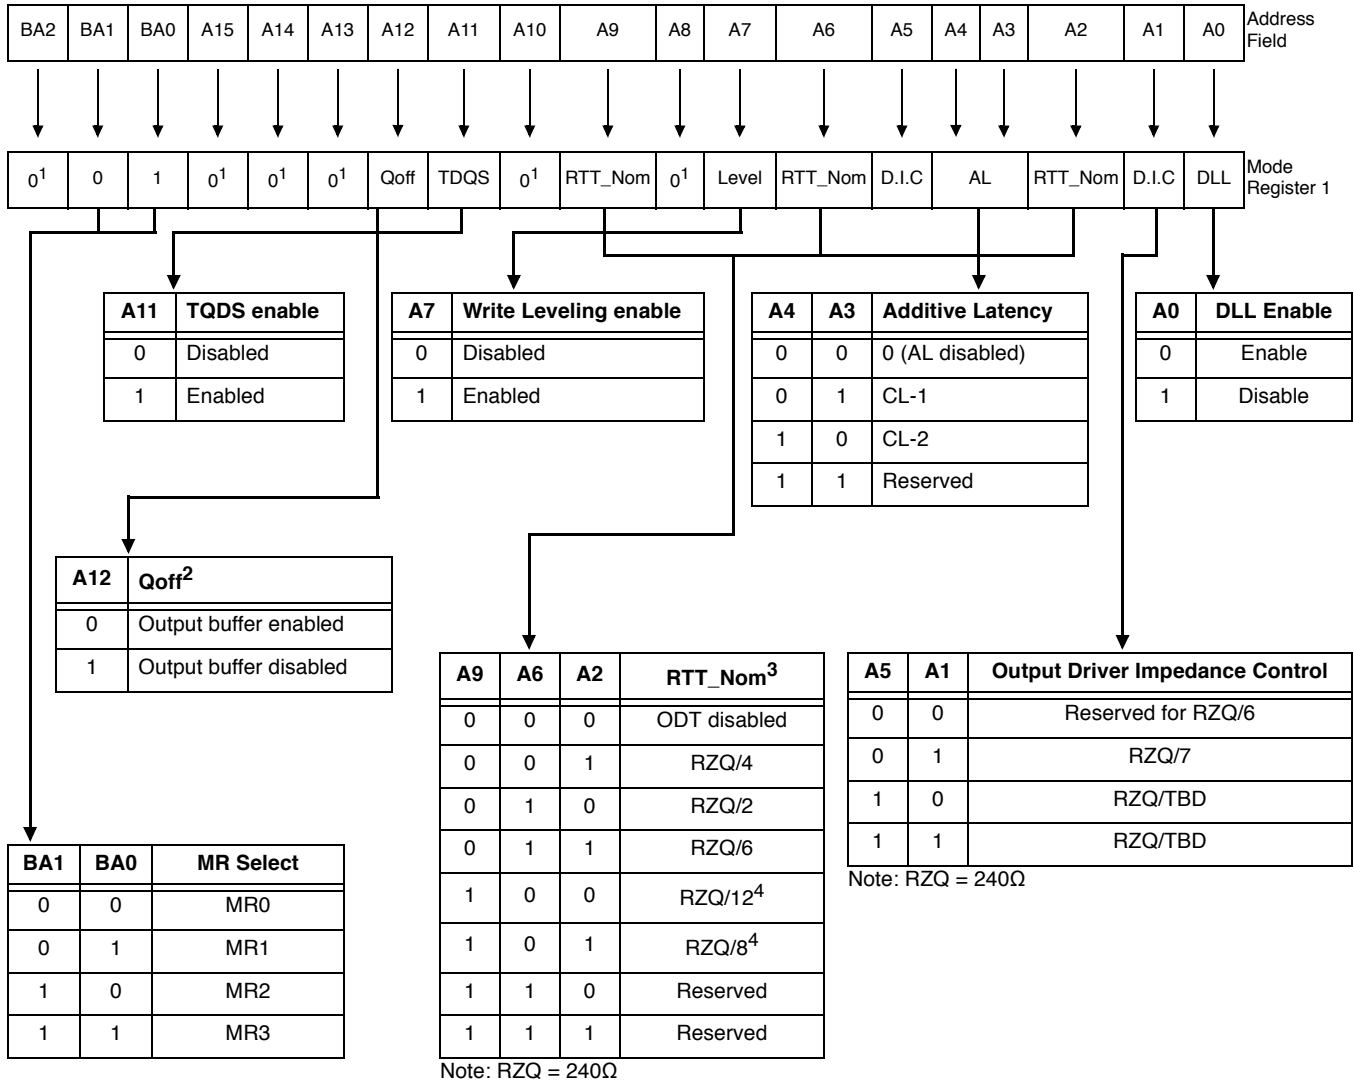 BA2 BA1 BA0 A15 A14 A13 A12 A11 A10 A9 A8 A7 A6 A5 A4 A3 A2 A1 A0 Address Field
0¹ 0 1 0¹ 0¹ 0¹ Qoff TDQS 0¹ RTT_Nom 0¹ Level RTT_Nom D.I.C AL RTT_Nom D.I.C DLL Mode Register 1
A11 TQDS enable
0 Disabled
1 Enabled
A7 Write Leveling enable
0 Disabled
1 Enabled
A4 A3 Additive Latency
0 0 0 (AL disabled)
0 1 CL-1
1 0 CL-2
1 1 Reserved
A0 DLL Enable
0 Enable
1 Disable
A12 Qoff²
0 Output buffer enabled
1 Output buffer disabled
A9 A6 A2 RTT_Nom³
0 0 0 ODT disabled
0 0 1 RZQ/4
0 1 0 RZQ/2
0 1 1 RZQ/6
1 0 0 RZQ/12⁴
1 0 1 RZQ/8⁴
1 1 0 Reserved
1 1 1 Reserved
Note: RZQ = 240Ω
A5 A1 Output Driver Impedance Control
0 0 Reserved for RZQ/6
0 1 RZQ/7
1 0 RZQ/TBD
1 1 RZQ/TBD
Note: RZQ = 240Ω
BA1 BA0 MR Select
0 0 MR0
0 1 MR1
1 0 MR2
1 1 MR3